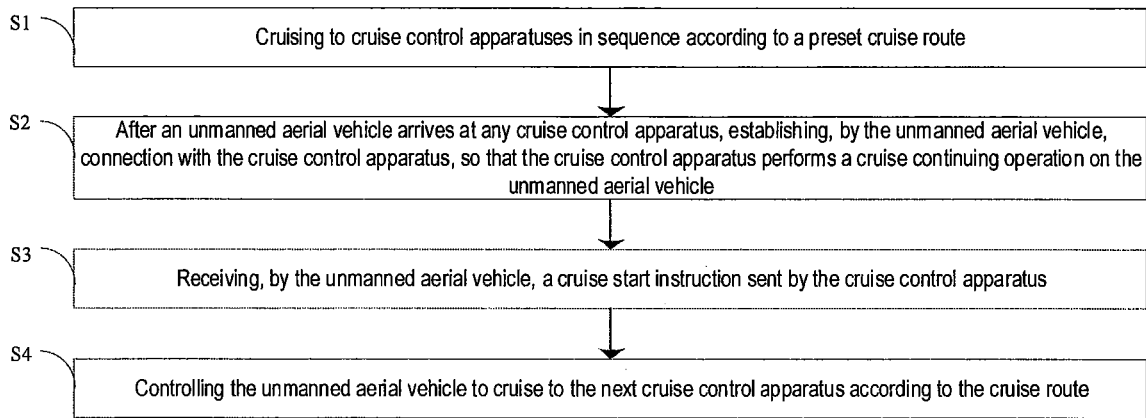 S1
Cruising to cruise control apparatuses in sequence according to a preset cruise route
S2
After an unmanned aerial vehicle arrives at any cruise control apparatus, establishing, by the unmanned aerial vehicle,
connection with the cruise control apparatus, so that the cruise control apparatus performs a cruise continuing operation on the
unmanned aerial vehicle
S3
Receiving, by the unmanned aerial vehicle, a cruise start instruction sent by the cruise control apparatus
S4
Controlling the unmanned aerial vehicle to cruise to the next cruise control apparatus according to the cruise route